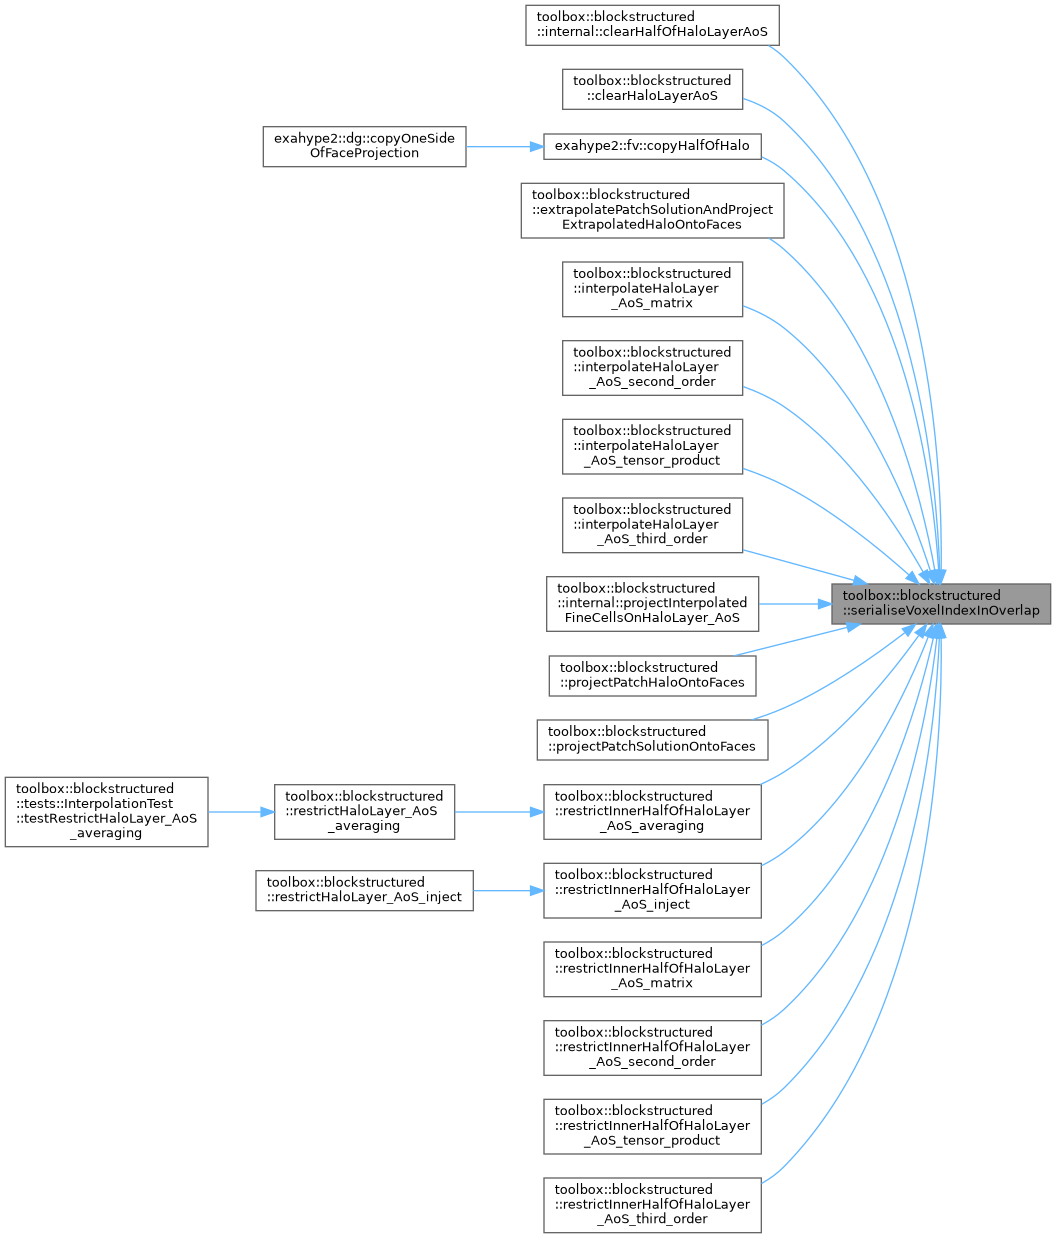 toolbox::blockstructured
::internal::clearHalfOfHaloLayerAoS
toolbox::blockstructured
::clearHaloLayerAoS
exahype2::dg::copyOneSide
OfFaceProjection
exahype2::fv::copyHalfOfHalo
toolbox::blockstructured
::extrapolatePatchSolutionAndProject
ExtrapolatedHaloOntoFaces
toolbox::blockstructured
::interpolateHaloLayer
_AoS_matrix
toolbox::blockstructured
::interpolateHaloLayer
_AoS_second_order
toolbox::blockstructured
::interpolateHaloLayer
_AoS_tensor_product
toolbox::blockstructured
::interpolateHaloLayer
_AoS_third_order
toolbox::blockstructured
::internal::projectInterpolated
FineCellsOnHaloLayer_AoS
toolbox::blockstructured
::serialiseVoxelIndexInOverlap
toolbox::blockstructured
::projectPatchHaloOntoFaces
toolbox::blockstructured
::projectPatchSolutionOntoFaces
toolbox::blockstructured
::tests::InterpolationTest
::testRestrictHaloLayer_AoS
_averaging
toolbox::blockstructured
::restrictHaloLayer_AoS
_averaging
toolbox::blockstructured
::restrictInnerHalfOfHaloLayer
_AoS_averaging
toolbox::blockstructured
::restrictHaloLayer_AoS_inject
toolbox::blockstructured
::restrictInnerHalfOfHaloLayer
_AoS_inject
toolbox::blockstructured
::restrictInnerHalfOfHaloLayer
_AoS_matrix
toolbox::blockstructured
::restrictInnerHalfOfHaloLayer
_AoS_second_order
toolbox::blockstructured
::restrictInnerHalfOfHaloLayer
_AoS_tensor_product
toolbox::blockstructured
::restrictInnerHalfOfHaloLayer
_AoS_third_order